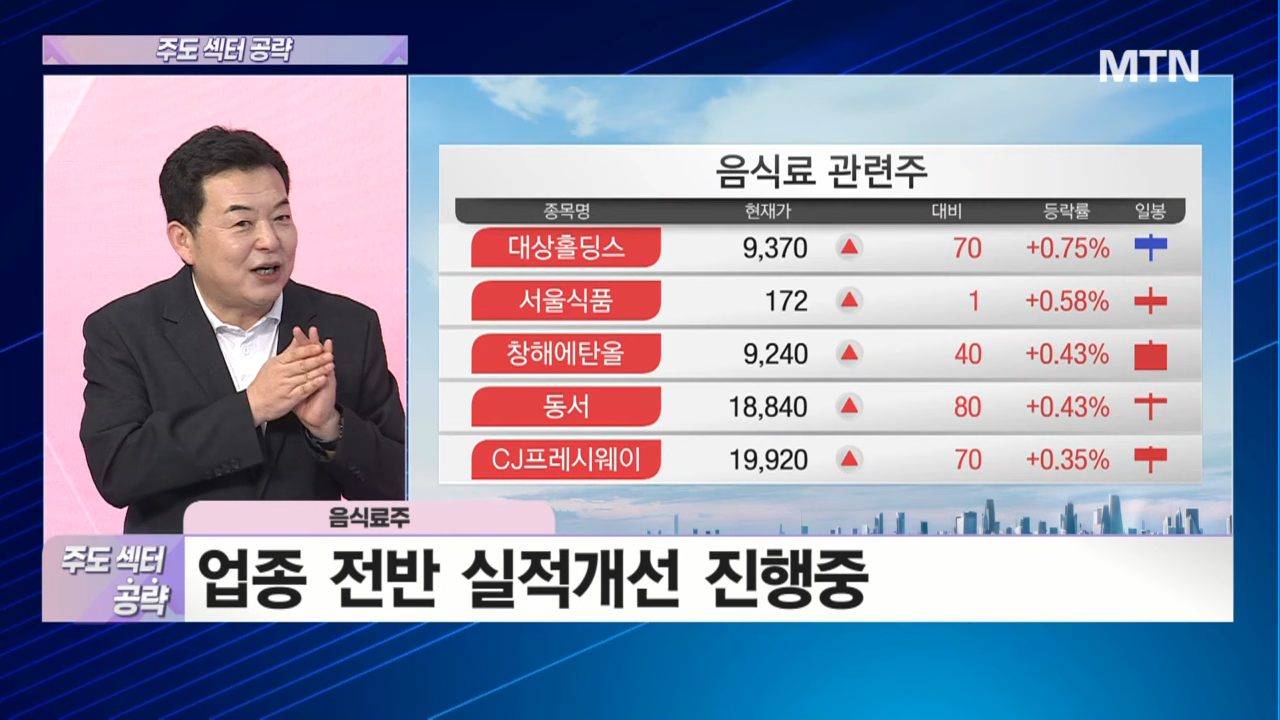 주도 섹터 공략
MTN
음식료 관련주
종목명 현재가 대비 등락률 일봉
대상홀딩스 9,370 ▲ 70 +0.75%
서울식품 172 ▲ 1 +0.58%
창해에탄올 9,240 ▲ 40 +0.43%
동서 18,840 ▲ 80 +0.43%
CJ프레시웨이 19,920 ▲ 70 +0.35%
음식료주
주도 섹터
공략
업종 전반 실적개선 진행중